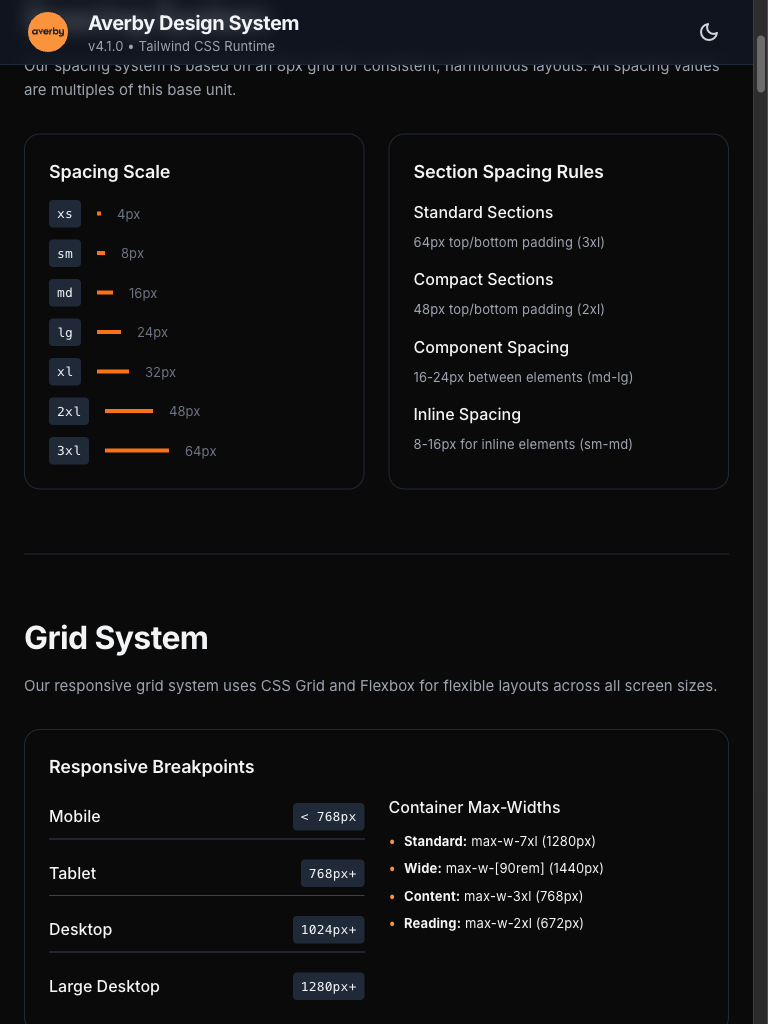 averby
Averby Design System
v4.1.0 • Tailwind CSS Runtime
Our spacing system is based on an 8px grid for consistent, harmonious layouts. All spacing values
are multiples of this base unit.
Spacing Scale
xs 4px
sm 8px
md 16px
lg 24px
xl 32px
2xl 48px
3xl 64px
Section Spacing Rules
Standard Sections
64px top/bottom padding (3xl)
Compact Sections
48px top/bottom padding (2xl)
Component Spacing
16-24px between elements (md-lg)
Inline Spacing
8-16px for inline elements (sm-md)
Grid System
Our responsive grid system uses CSS Grid and Flexbox for flexible layouts across all screen sizes.
Responsive Breakpoints
Mobile < 768px
Tablet 768px+
Desktop 1024px+
Large Desktop 1280px+
Container Max-Widths
• Standard: max-w-7xl (1280px)
• Wide: max-w-[90rem] (1440px)
• Content: max-w-3xl (768px)
• Reading: max-w-2xl (672px)